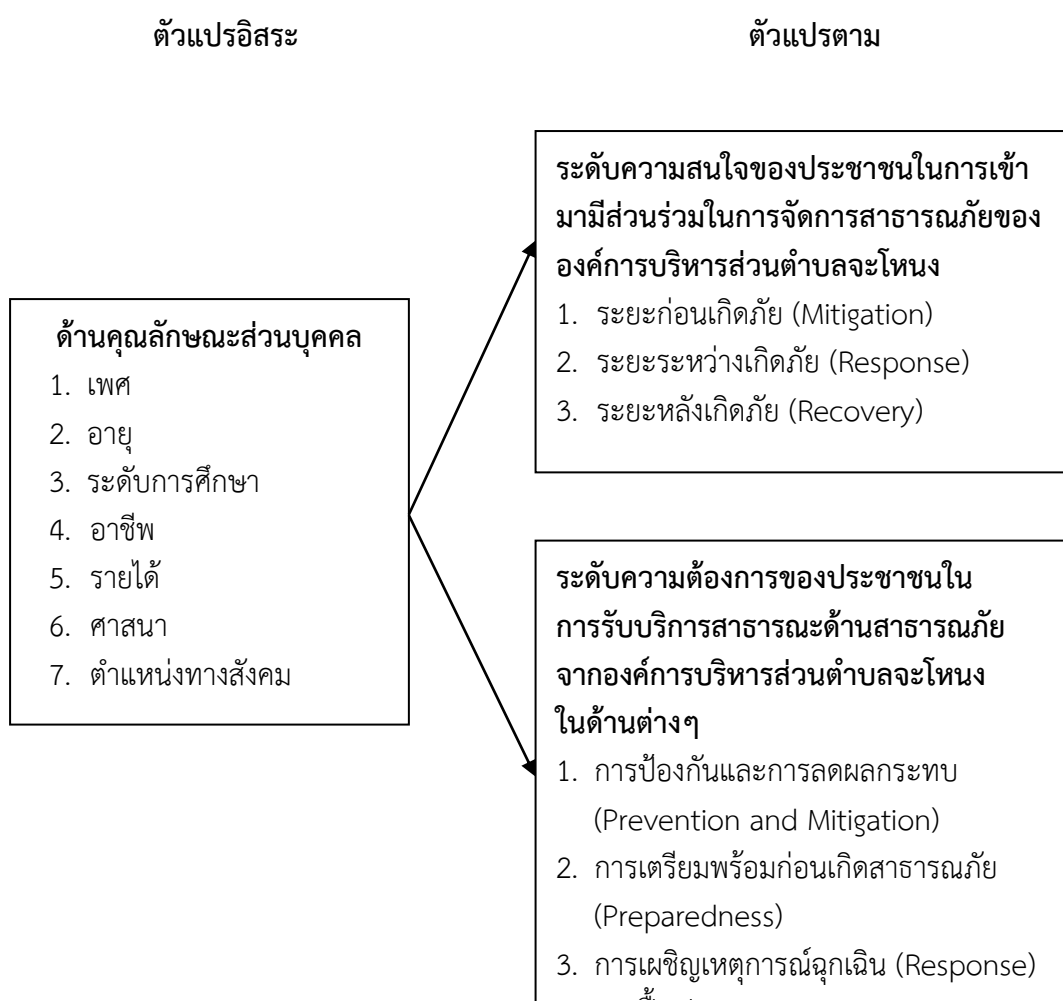 ตัวแปรอิสระ
ตัวแปรตาม
ด้านคุณลักษณะส่วนบุคคล
1. เพศ
2. อายุ
3. ระดับการศึกษา
4. อาชีพ
5. รายได้
6. ศาสนา
7. ตำแหน่งทางสังคม
ระดับความสนใจของประชาชนในการเข้า
มามีส่วนร่วมในการจัดการสาธารณภัยของ
องค์การบริหารส่วนตำบลจะโหนง
1. ระยะก่อนเกิดภัย (Mitigation)
2. ระยะระหว่างเกิดภัย (Response)
3. ระยะหลังเกิดภัย (Recovery)
ระดับความต้องการของประชาชนใน
การรับบริการสาธารณะด้านสาธารณภัย
จากองค์การบริหารส่วนตำบลจะโหนง
ในด้านต่างๆ
1. การป้องกันและการลดผลกระทบ
(Prevention and Mitigation)
2. การเตรียมพร้อมก่อนเกิดสาธารณภัย
(Preparedness)
3. การเผชิญเหตุการณ์ฉุกเฉิน (Response)